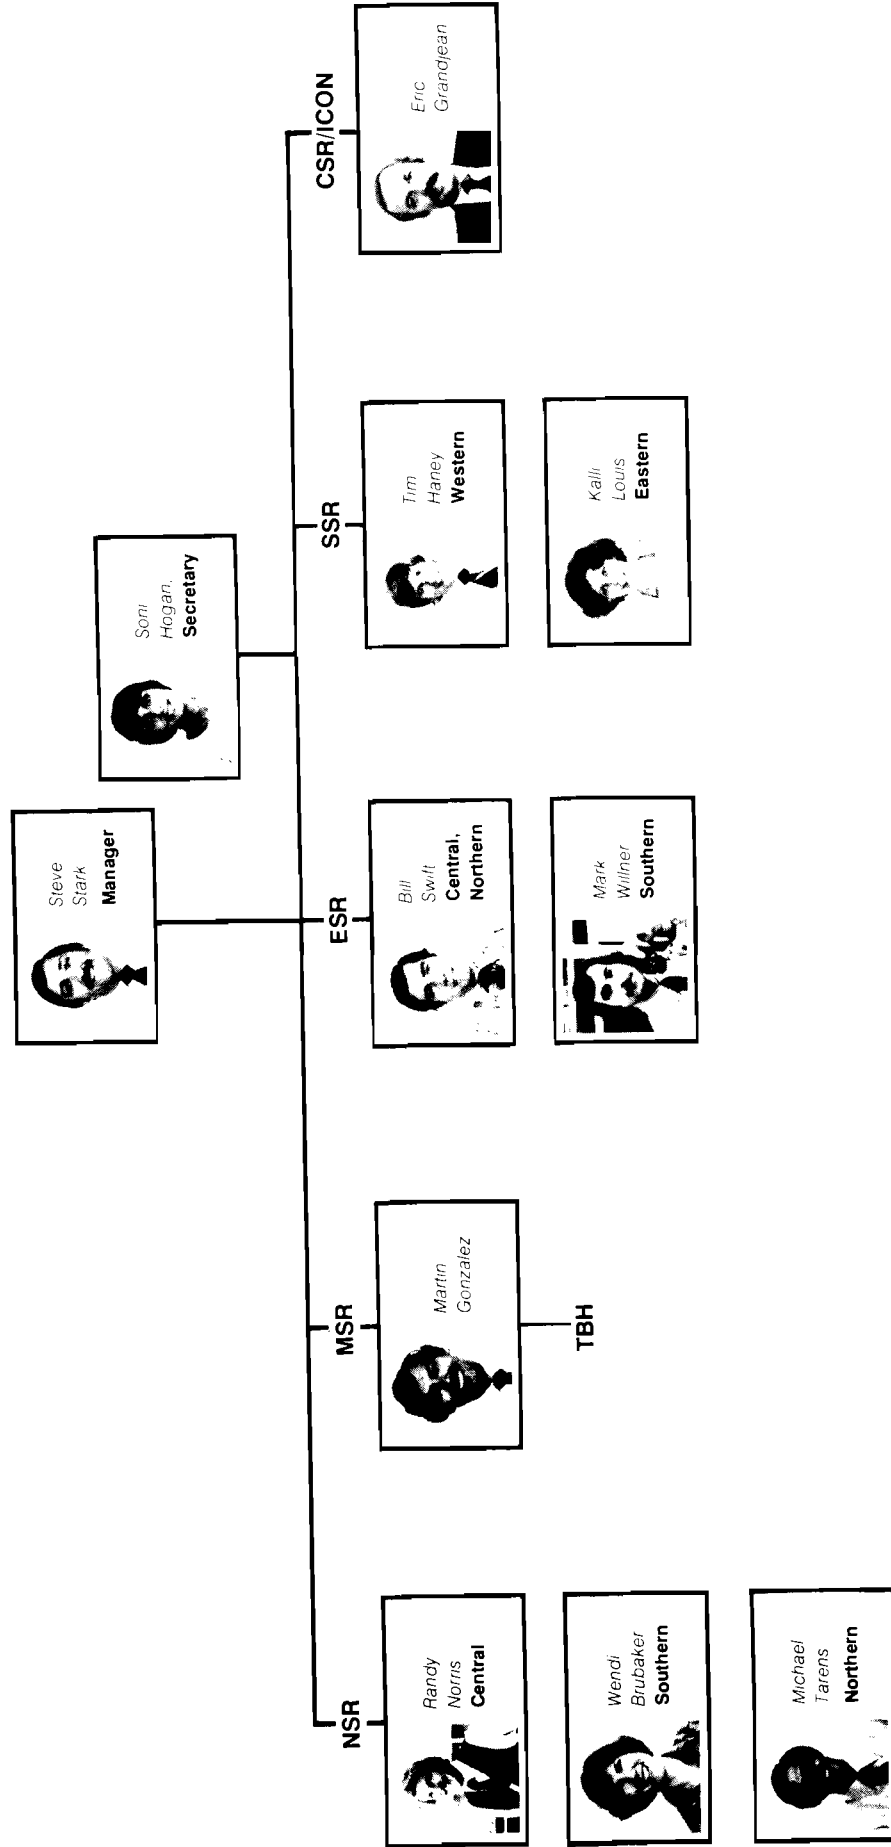 Steve
Stark
Manager
Soni
Hogan,
Secretary
NSR
MSR
ESR
SSR
CSR/ICON
Randy
Norris
Central
Martin
Gonzalez
Bill
Swift
Central,
Northern
Tim
Haney
Western
Eric
Grandjean
Wendi
Brubaker
Southern
TBH
Mark
Willner
Southern
Kalli
Louis
Eastern
Michael
Tarens
Northern